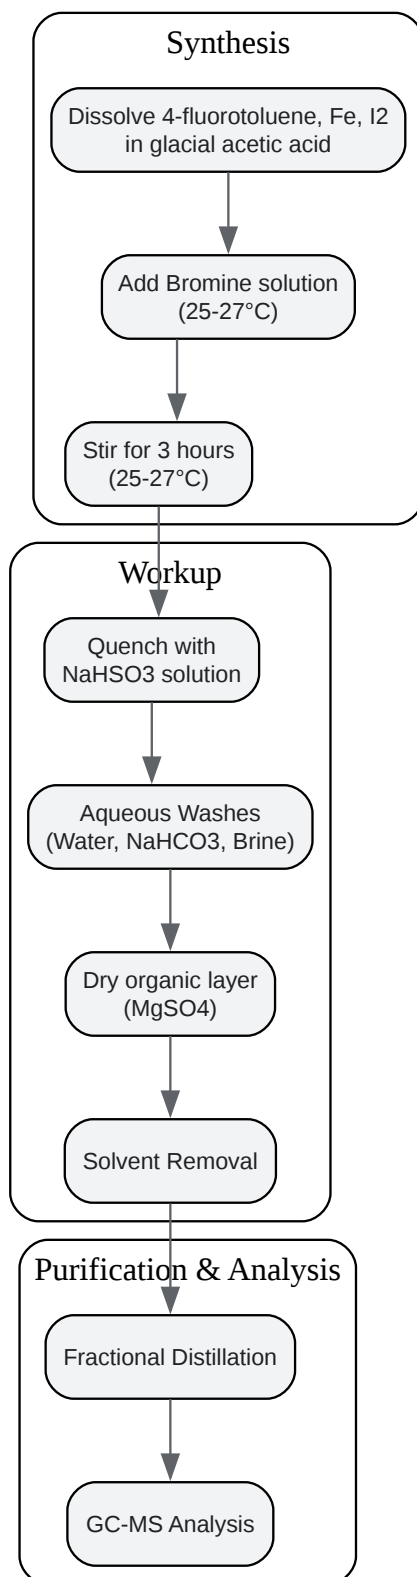 Synthesis
Dissolve 4-fluorotoluene, Fe, I2
in glacial acetic acid
Add Bromine solution
(25-27°C)
Stir for 3 hours
(25-27°C)
Workup
Quench with
NaHSO3 solution
Aqueous Washes
(Water, NaHCO3, Brine)
Dry organic layer
(MgSO4)
Solvent Removal
Purification & Analysis
Fractional Distillation
GC-MS Analysis